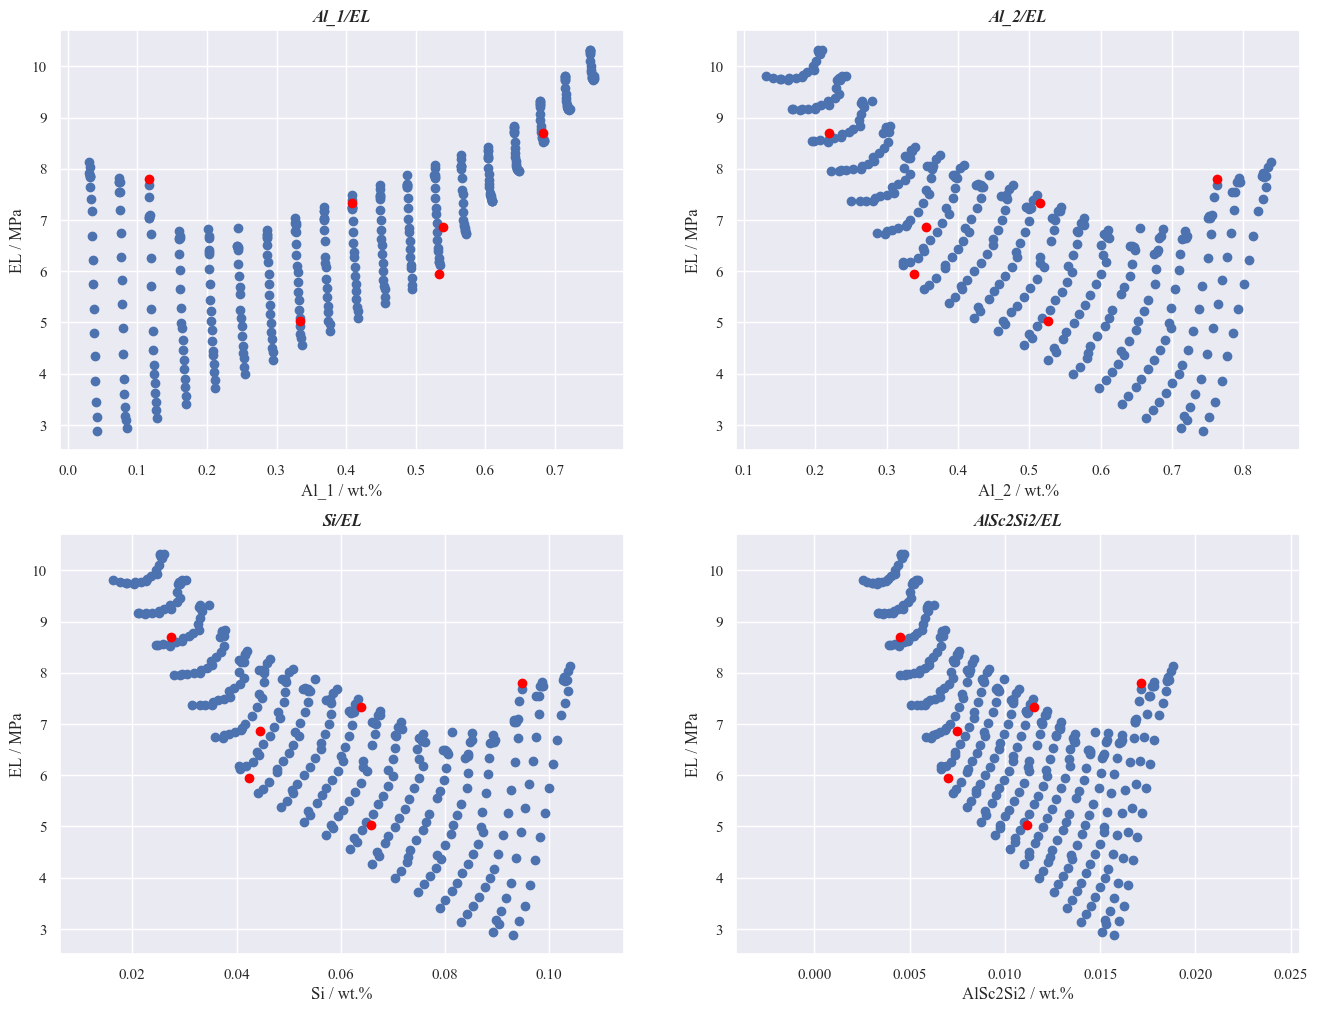 Al_1/EL
Al_2/EL
EL / MPa
10
9
8
7
6
5
4
3
0.0 0.1 0.2 0.3 0.4 0.5 0.6 0.7
Al_1 / wt.%
EL / MPa
10
9
8
7
6
5
4
3
0.1 0.2 0.3 0.4 0.5 0.6 0.7 0.8
Al_2 / wt.%
Si/EL
AlSc2Si2/EL
EL / MPa
10
9
8
7
6
5
4
3
0.02 0.04 0.06 0.08 0.10
Si / wt.%
EL / MPa
10
9
8
7
6
5
4
3
0.000 0.005 0.010 0.015 0.020 0.025
AlSc2Si2 / wt.%